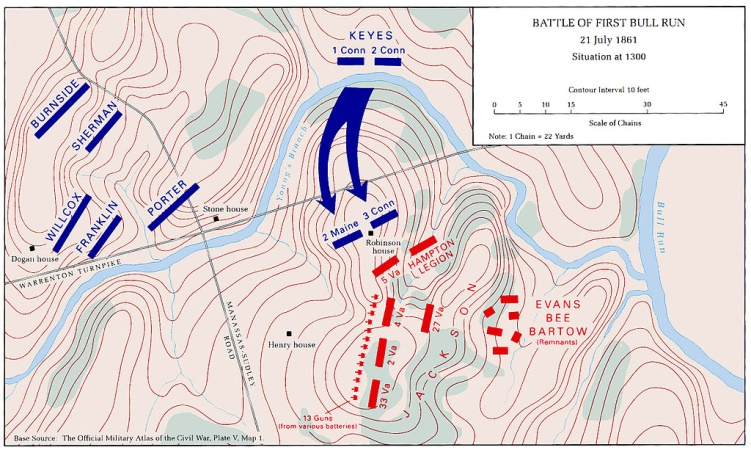 BATTLE OF FIRST BULL RUN
21 July 1861
Situation at 1300
Contour Interval 10 feet
0 5 10 15 30 45
Scale of Chains
Note: 1 Chain = 22 Yards
KEYES
1 Conn 2 Conn
BURNSIDE
SHERMAN
Young's Branch
WILLCOX
FRANKLIN
PORTER
Stone house
Dogan house
WARRENTON TURNPIKE
2 Maine 3 Conn
Robinson
house
Bull Run
5 Va
HAMPTON
LEGION
4 Va
27 Va
2 Va
33 Va
JACKSON
EVANS
BEE
BARTOW
(Remnants)
MANASSAS-SUDLEY
ROAD
Henry house
13 Guns
(from various batteries)
Base Source: The Official Military Atlas of the Civil War, Plate V, Map 1.